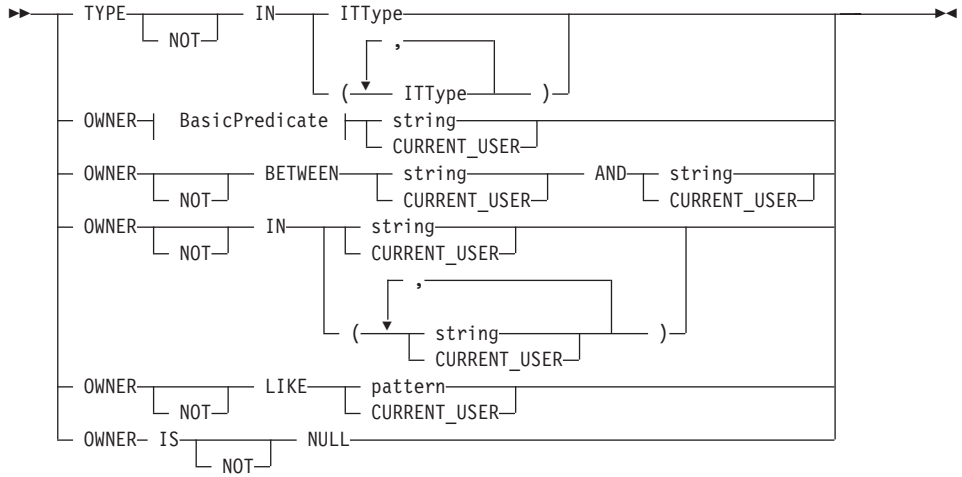 TYPE IN ITType
NOT ,
( ITType )
OWNER BasicPredicate string
CURRENT_USER
OWNER BETWEEN string AND string
NOT CURRENT_USER CURRENT_USER
OWNER IN string
NOT CURRENT_USER
,
( string )
CURRENT_USER
OWNER LIKE pattern
NOT CURRENT_USER
OWNER IS NULL
NOT